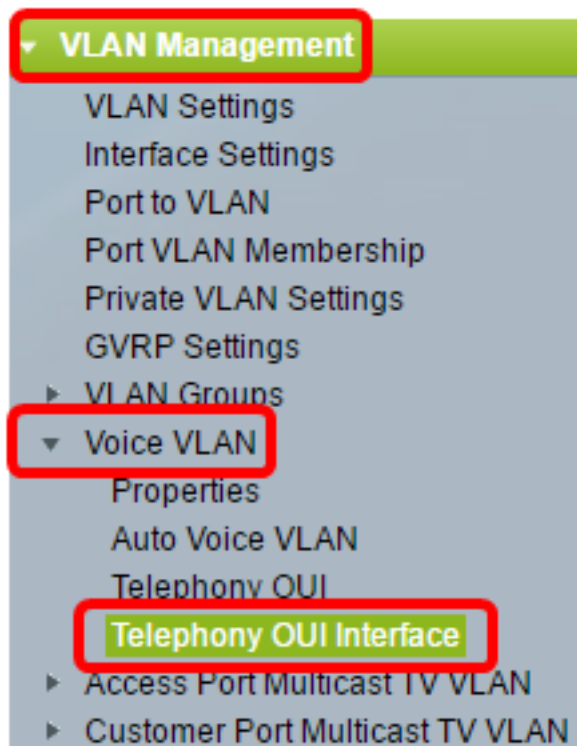 VLAN Management
VLAN Settings
Interface Settings
Port to VLAN
Port VLAN Membership
Private VLAN Settings
GVRP Settings
VLAN Groups
Voice VLAN
Properties
Auto Voice VLAN
Telephony OUI
Telephony OUI Interface
Access Port Multicast TV VLAN
Customer Port Multicast TV VLAN